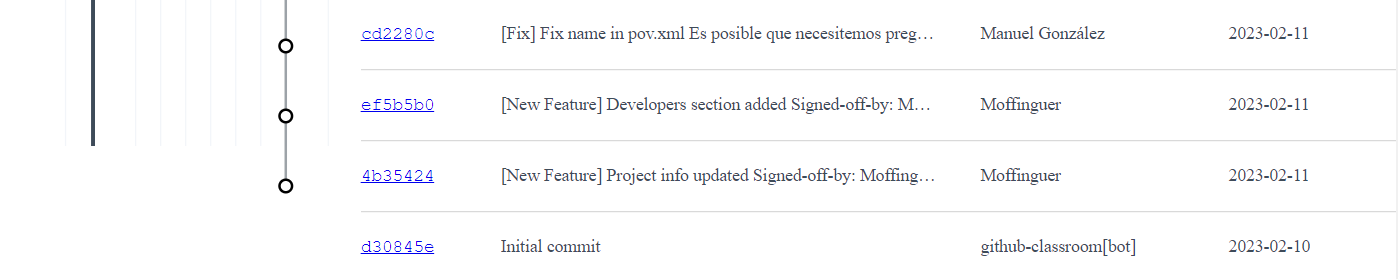 cd2280c [Fix] Fix name in pov.xml Es posible que necesitemos preg… Manuel González 2023-02-11
ef5b5b0 [New Feature] Developers section added Signed-off-by: M… Moffinguer 2023-02-11
4b35424 [New Feature] Project info updated Signed-off-by: Moffing… Moffinguer 2023-02-11
d30845e Initial commit github-classroom[bot] 2023-02-10